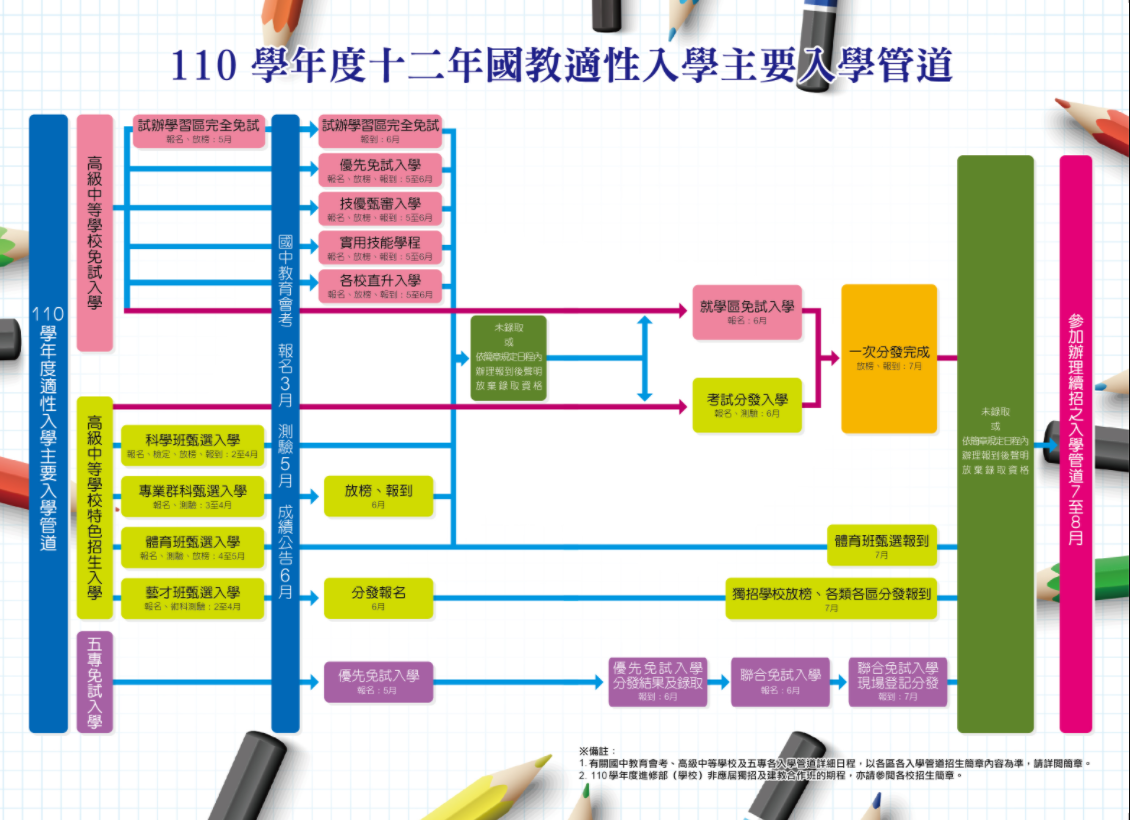 110 學年度十二年國教適性入學主要入學管道
110學年度適性入學主要入學管道
高級中等學校免試入學
試辦學習區完全免試
報名、放榜：5月
國中教育會考 報名3月 測驗5月 成績公告6月
試辦學習區完全免試
報到：6月
優先免試入學
報名、放榜、報到：5至6月
技優甄審入學
報名、放榜、報到：5至6月
實用技能學程
報名、放榜、報到：5至6月
各校直升入學
報名、放榜、報到：5至6月
未錄取
或
依簡章規定日程內
辦理報到後聲明
放棄錄取資格
就學區免試入學
報名：6月
一次分發完成
放榜、報到：7月
考試分發入學
報名、測驗：6月
高級中等學校特色招生入學
科學班甄選入學
報名、檢定、放榜、報到：2至4月
專業群科甄選入學
報名、測驗：3至4月
放榜、報到
6月
體育班甄選入學
報名、測驗、放榜：4至5月
體育班甄選報到
7月
藝才班甄選入學
報名、術科測驗：2至4月
分發報名
6月
獨招學校放榜、各類各區分發報到
7月
五專免試入學
優先免試入學
報名：5月
優先免試入學
分發結果及錄取
報到：6月
聯合免試入學
報名：6月
聯合免試入學
現場登記分發
報到：7月
未錄取
或
依簡章規定日程內
辦理報到後聲明
放棄錄取資格
參加辦理續招之入學管道7至8月
※備註：
1. 有關國中教育會考、高級中等學校及五專各入學管道詳細日程，以各區各入學管道招生簡章內容為準，請詳閱簡章。
2. 110學年度進修部（學校）非應屆獨招及建教合作班的期程，亦請參閱各校招生簡章。